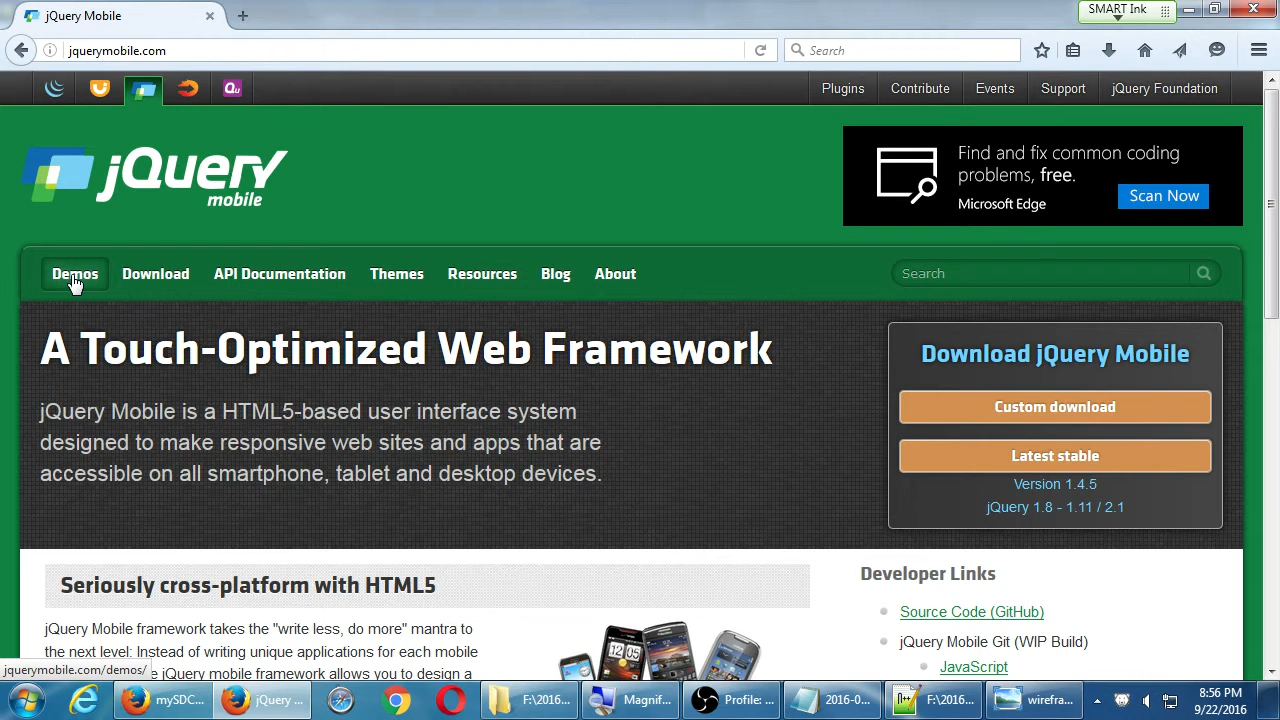 jQuery Mobile
SMART Ink
jquerymobile.com
Search
Qu
Plugins
Contribute
Events
Support
jQuery Foundation
jQuery
mobile
Find and fix common coding
problems, free.
Microsoft Edge
Scan Now
Demos
Download
API Documentation
Themes
Resources
Blog
About
Search
A Touch-Optimized Web Framework
jQuery Mobile is a HTML5-based user interface system
designed to make responsive web sites and apps that are
accessible on all smartphone, tablet and desktop devices.
Download jQuery Mobile
Custom download
Latest stable
Version 1.4.5
jQuery 1.8 - 1.11 / 2.1
Seriously cross-platform with HTML5
jQuery Mobile framework takes the "write less, do more" mantra to
the next level: Instead of writing unique applications for each mobile
jQuery mobile framework allows you to design a
Developer Links
Source Code (GitHub)
jQuery Mobile Git (WIP Build)
JavaScript
12:05
jquerymobile.com/demos/
mySDC...
jQuery ...
F:\2016...
Magnif...
Profile: ...
2016-0...
F:\2016...
wirefra...
8:56 PM
9/22/2016